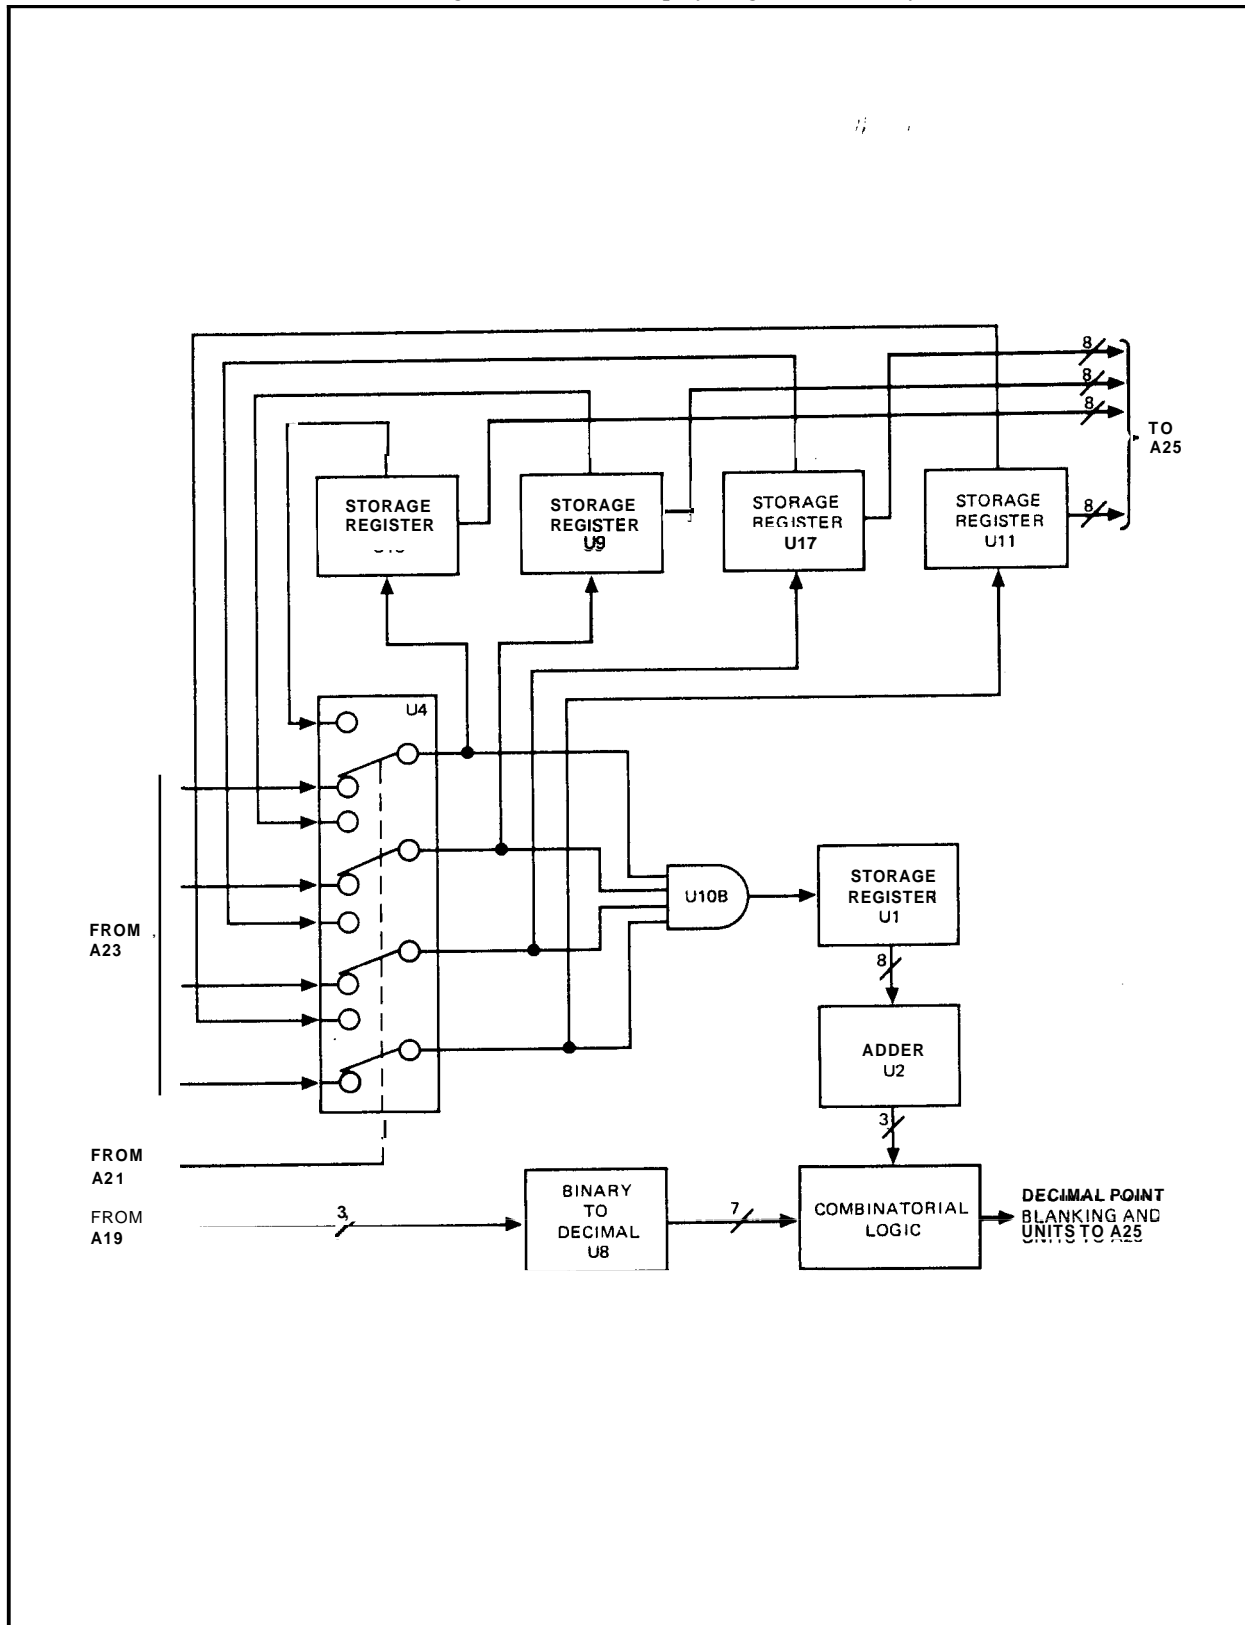 8
8
8
TO
A25
STORAGE
REGISTER
STORAGE
REGISTER
U9
STORAGE
REGISTER
U17
STORAGE
REGISTER
U11
8
U4
U10B
STORAGE
REGISTER
U1
8
FROM
A23
ADDER
U2
3
FROM
A21
FROM
A19
3
BINARY
TO
DECIMAL
U8
7
COMBINATORIAL
LOGIC
DECIMAL POINT
BLANKING AND
UNITS TO A25